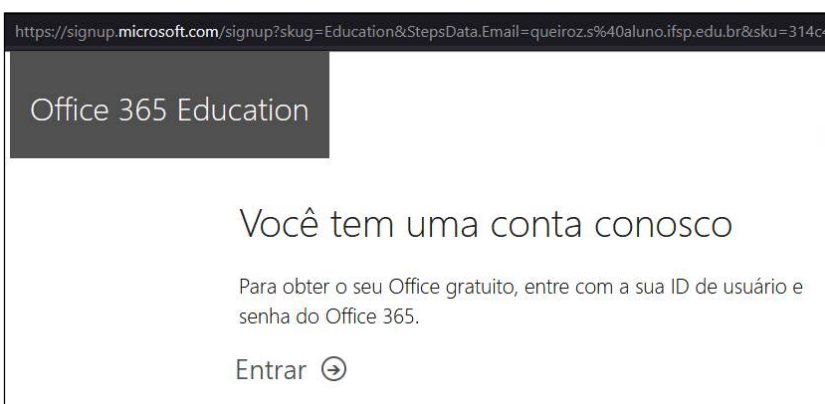 https://signup.microsoft.com/signup?skug=Education&StepsData.Email=queiroz.s%40aluno.ifsp.edu.br&sku=314c4
Office 365 Education
Você tem uma conta conosco
Para obter o seu Office gratuito, entre com a sua ID de usuário e
senha do Office 365.
Entrar